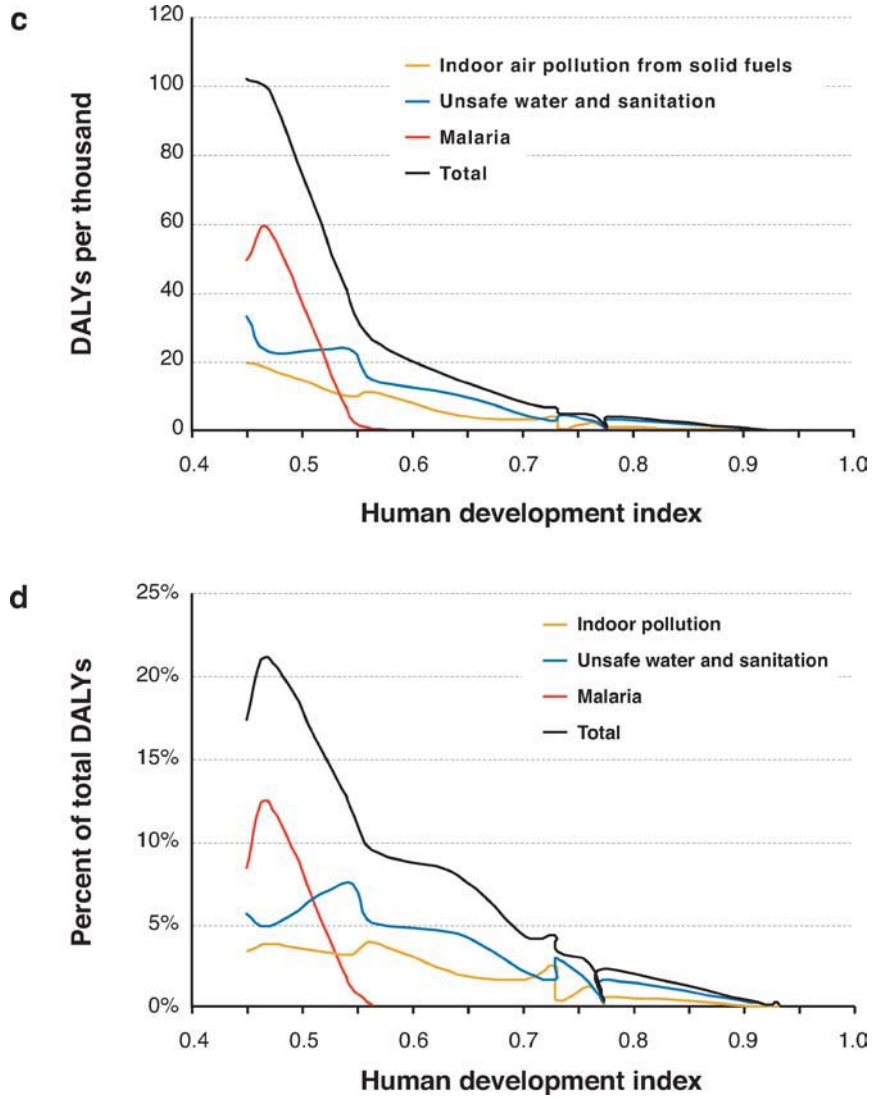 c
120
100
80
60
40
20
0
DALYs per thousand
Indoor air pollution from solid fuels
Unsafe water and sanitation
Malaria
Total
0.4 0.5 0.6 0.7 0.8 0.9 1.0
Human development index
d
25%
20%
15%
10%
5%
0%
Percent of total DALYs
Indoor pollution
Unsafe water and sanitation
Malaria
Total
0.4 0.5 0.6 0.7 0.8 0.9 1.0
Human development index